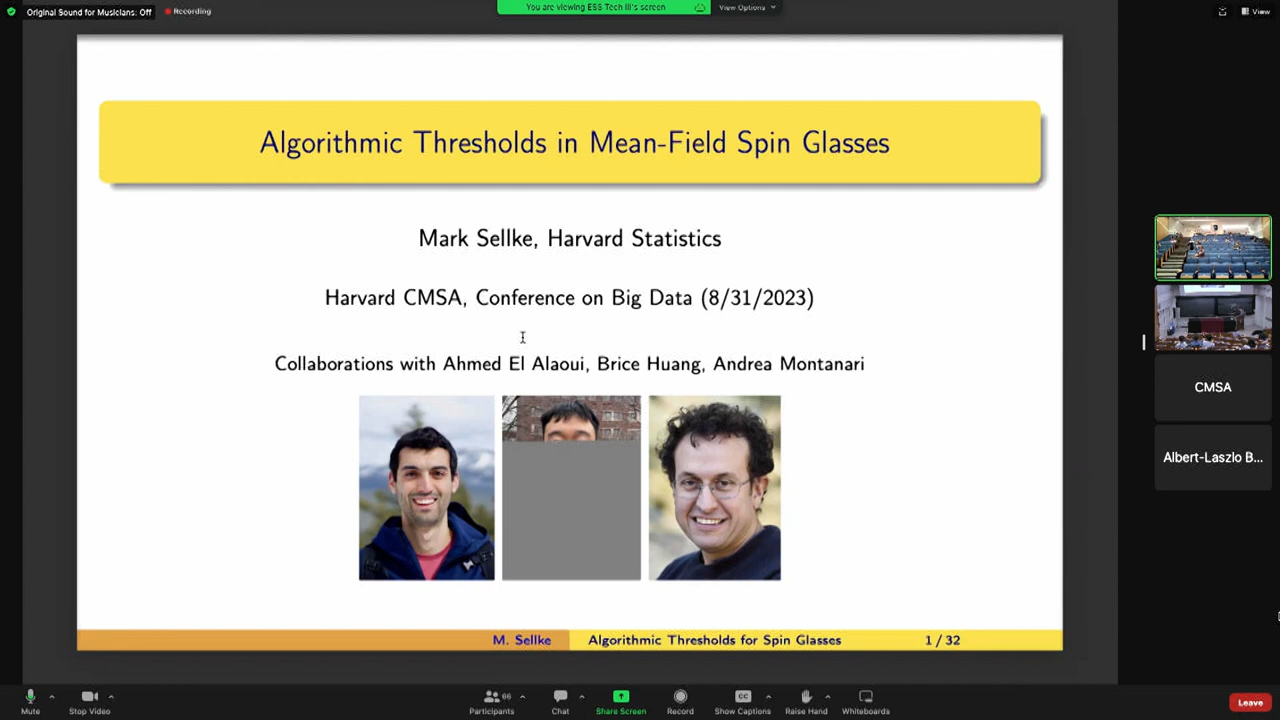 Original Sound for Musicians: Off
Recording
You are viewing ESS Tech III's screen
View Options
View
Algorithmic Thresholds in Mean-Field Spin Glasses
Mark Sellke, Harvard Statistics
Harvard CMSA, Conference on Big Data (8/31/2023)
Collaborations with Ahmed El Alaoui, Brice Huang, Andrea Montanari
CMSA
Albert-Laszlo B...
M. Sellke
Algorithmic Thresholds for Spin Glasses
1 / 32
Mute
Stop Video
66
Participants
Chat
Share Screen
Record
CC
Show Captions
Raise Hand
Whiteboards
Leave